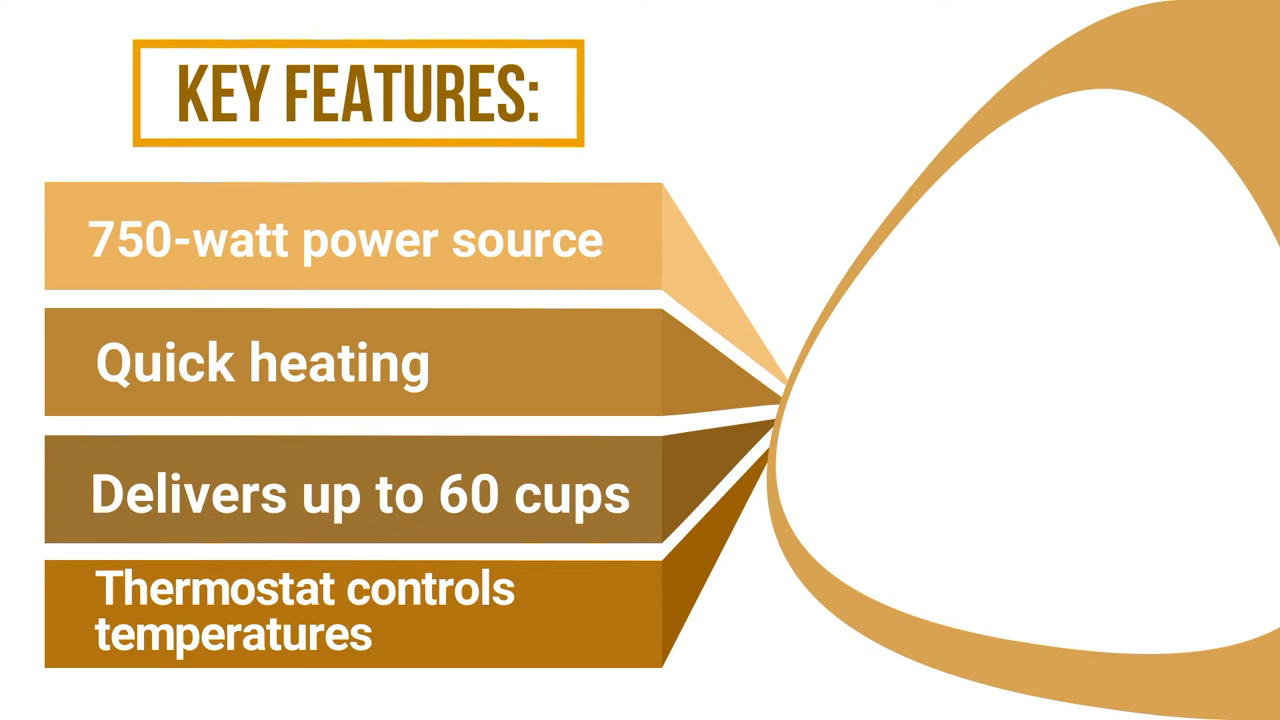 KEY FEATURES:
750-watt power source
Quick heating
Delivers up to 60 cups
Thermostat controls
temperatures